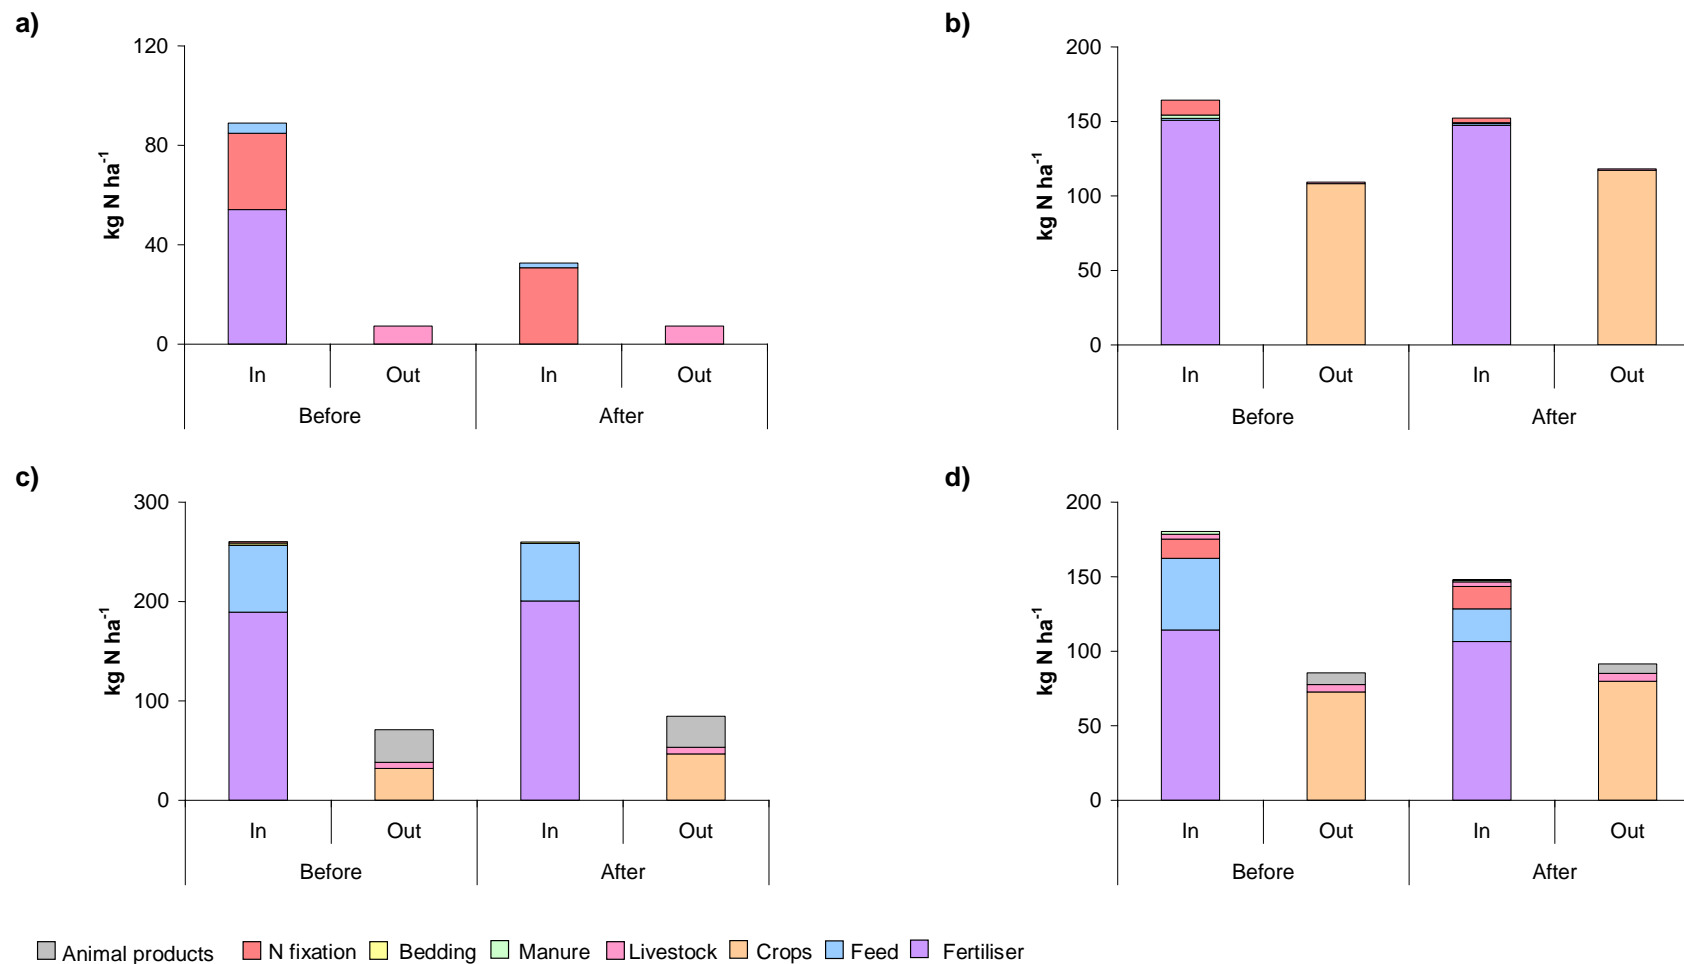 a)
120
80
40
0
kg N ha⁻¹
In Out In Out
Before After
b)
200
150
100
50
0
kg N ha⁻¹
In Out In Out
Before After
c)
300
200
100
0
kg N ha⁻¹
In Out In Out
Before After
d)
200
150
100
50
0
kg N ha⁻¹
In Out In Out
Before After
Animal products N fixation Bedding Manure Livestock Crops Feed Fertiliser